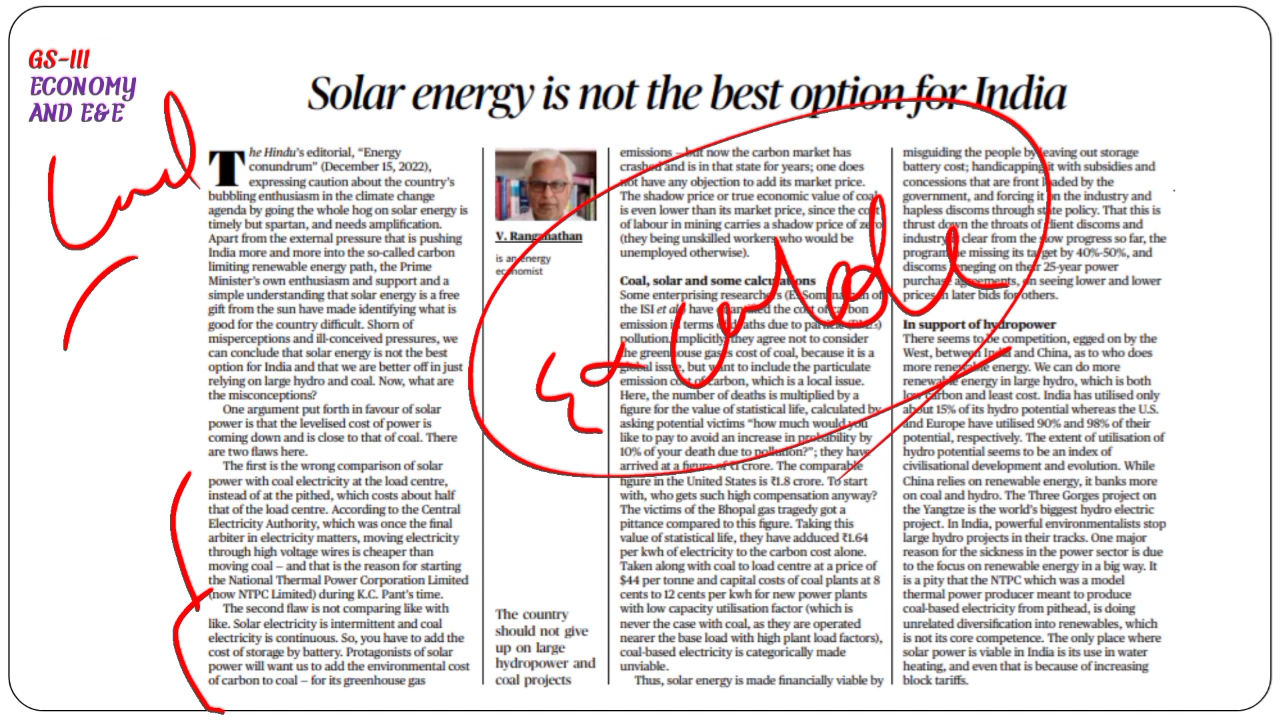 GS-III
ECONOMY
AND E&E
Solar energy is not the best option for India
The Hindu's editorial, "Energy
conundrum" (December 15, 2022),
expressing caution about the country's
bubbling enthusiasm in the climate change
agenda by going the whole hog on solar energy is
timely but spartan, and needs amplification.
Apart from the external pressure that is pushing
India more and more into the so-called carbon
limiting renewable energy path, the Prime
Minister's own enthusiasm and support and a
simple understanding that solar energy is a free
gift from the sun have made identifying what is
good for the country difficult. Shorn of
misperceptions and ill-conceived pressures, we
can conclude that solar energy is not the best
option for India and that we are better off in just
relying on large hydro and coal. Now, what are
the misconceptions?
One argument put forth in favour of solar
power is that the levelised cost of power is
coming down and is close to that of coal. There
are two flaws here.
The first is the wrong comparison of solar
power with coal electricity at the load centre,
instead of at the pithed, which costs about half
that of the load centre. According to the Central
Electricity Authority, which was once the final
arbiter in electricity matters, moving electricity
through high voltage wires is cheaper than
moving coal – and that is the reason for starting
the National Thermal Power Corporation Limited
(now NTPC Limited) during K.C. Pant's time.
The second flaw is not comparing like with
like. Solar electricity is intermittent and coal
electricity is continuous. So, you have to add the
cost of storage by battery. Protagonists of solar
power will want us to add the environmental cost
of carbon to coal – for its greenhouse gas
V. Ranganathan
is an energy
economist
The country
should not give
up on large
hydropower and
coal projects
emissions – but now the carbon market has
crashed and is in that state for years; one does
not have any objection to add its market price.
The shadow price or true economic value of coal
is even lower than its market price, since the cost
of labour in mining carries a shadow price of zero
(they being unskilled workers who would be
unemployed otherwise).
Coal, solar and some calculations
Some enterprising researchers (E. Somanathan of
the ISI et al) have quantified the cost of carbon
emission in terms of deaths due to particle
pollution. Implicitly, they agree not to consider
the greenhouse gases cost of coal, because it is a
global issue, but want to include the particulate
emission cost of carbon, which is a local issue.
Here, the number of deaths is multiplied by a
figure for the value of statistical life, calculated by
asking potential victims "how much would you
like to pay to avoid an increase in probability by
10% of your death due to pollution?"; they have
arrived at a figure of ₹1 crore. The comparable
figure in the United States is ₹1.8 crore. To start
with, who gets such high compensation anyway?
The victims of the Bhopal gas tragedy got a
pittance compared to this figure. Taking this
value of statistical life, they have adduced ₹1.64
per kwh of electricity to the carbon cost alone.
Taken along with coal to load centre at a price of
$44 per tonne and capital costs of coal plants at 8
cents to 12 cents per kwh for new power plants
with low capacity utilisation factor (which is
never the case with coal, as they are operated
nearer the base load with high plant load factors),
coal-based electricity is categorically made
unviable.
Thus, solar energy is made financially viable by
misguiding the people by leaving out storage
battery cost; handicapping it with subsidies and
concessions that are front loaded by the
government, and forcing it on the industry and
hapless discoms through state policy. That this is
thrust down the throats of client discoms and
industry is clear from the slow progress so far, the
programme missing its target by 40%-50%, and
discoms reneging on their 25-year power
purchase agreements, on seeing lower and lower
prices in later bids for others.
In support of hydropower
There seems to be competition, egged on by the
West, between India and China, as to who does
more renewable energy. We can do more
renewable energy in large hydro, which is both
low carbon and least cost. India has utilised only
about 15% of its hydro potential whereas the U.S.
and Europe have utilised 90% and 98% of their
potential, respectively. The extent of utilisation of
hydro potential seems to be an index of
civilisational development and evolution. While
China relies on renewable energy, it banks more
on coal and hydro. The Three Gorges project on
the Yangtze is the world's biggest hydro electric
project. In India, powerful environmentalists stop
large hydro projects in their tracks. One major
reason for the sickness in the power sector is due
to the focus on renewable energy in a big way. It
is a pity that the NTPC which was a model
thermal power producer meant to produce
coal-based electricity from pithead, is doing
unrelated diversification into renewables, which
is not its core competence. The only place where
solar power is viable in India is its use in water
heating, and even that is because of increasing
block tariffs.